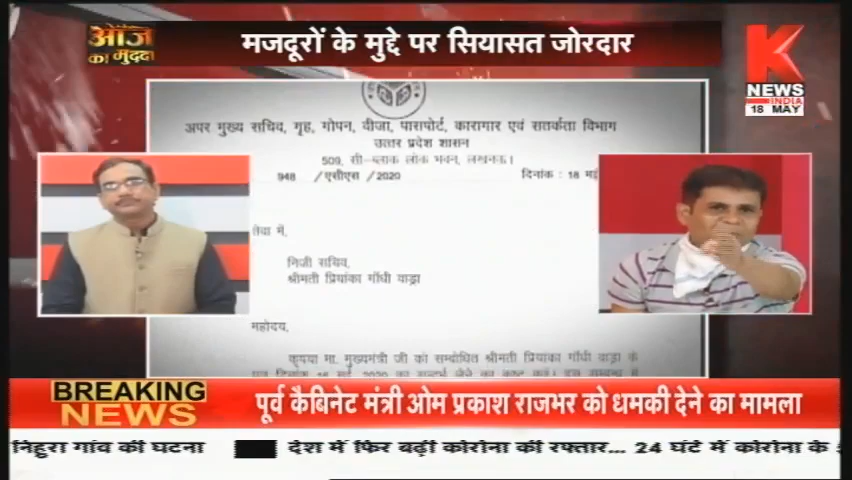 आज
का मुद्दा
मजदूरों के मुद्दे पर सियासत जोरदार
K
NEWS
INDIA
18 MAY
अपर मुख्य सचिव, गृह, गोपन, वीजा, पासपोर्ट, कारागार एवं सतर्कता विभाग
उत्तर प्रदेश शासन
509, सी-ब्लाक लोक भवन, लखनऊ।
948 /एसीएस/2020
दिनांक : 18 मई
सेवा में,
निजी सचिव,
श्रीमती प्रियंका गाँधी वाड्रा
महोदय,
कृपया मा. मुख्यमंत्री जी को सम्बोधित श्रीमती प्रियंका गाँधी वाड्रा के
BREAKING
NEWS
पूर्व कैबिनेट मंत्री ओम प्रकाश राजभर को धमकी देने का मामला
गांव की घटना
देश में फिर बढ़ी कोरोना की रफ्तार... 24 घंटे में कोरोना के